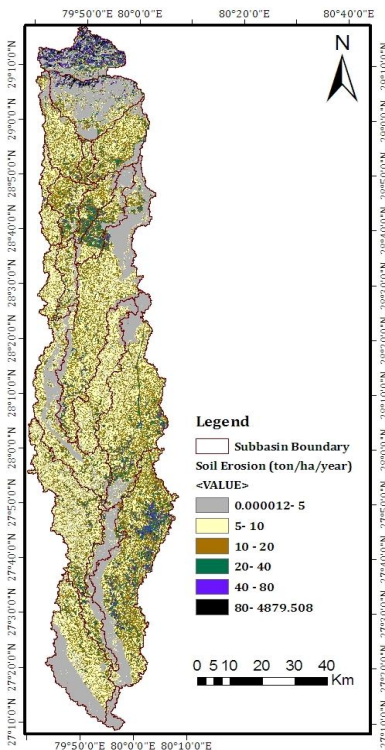 79°50'0"E 80°0'0"E 80°20'0"E 80°40'0"E
N
29°10'0"N
29°0'0"N
28°50'0"N
28°40'0"N
28°30'0"N
28°20'0"N
28°10'0"N
28°0'0"N
27°50'0"N
27°40'0"N
27°30'0"N
27°20'0"N
27°10'0"N
Legend
Subbasin Boundary
Soil Erosion (ton/ha/year)
<VALUE>
0.000012- 5
5- 10
10 - 20
20- 40
40 - 80
80- 4879.508
0 5 10 20 30 40
Km
79°50'0"E 80°0'0"E 80°10'0"E